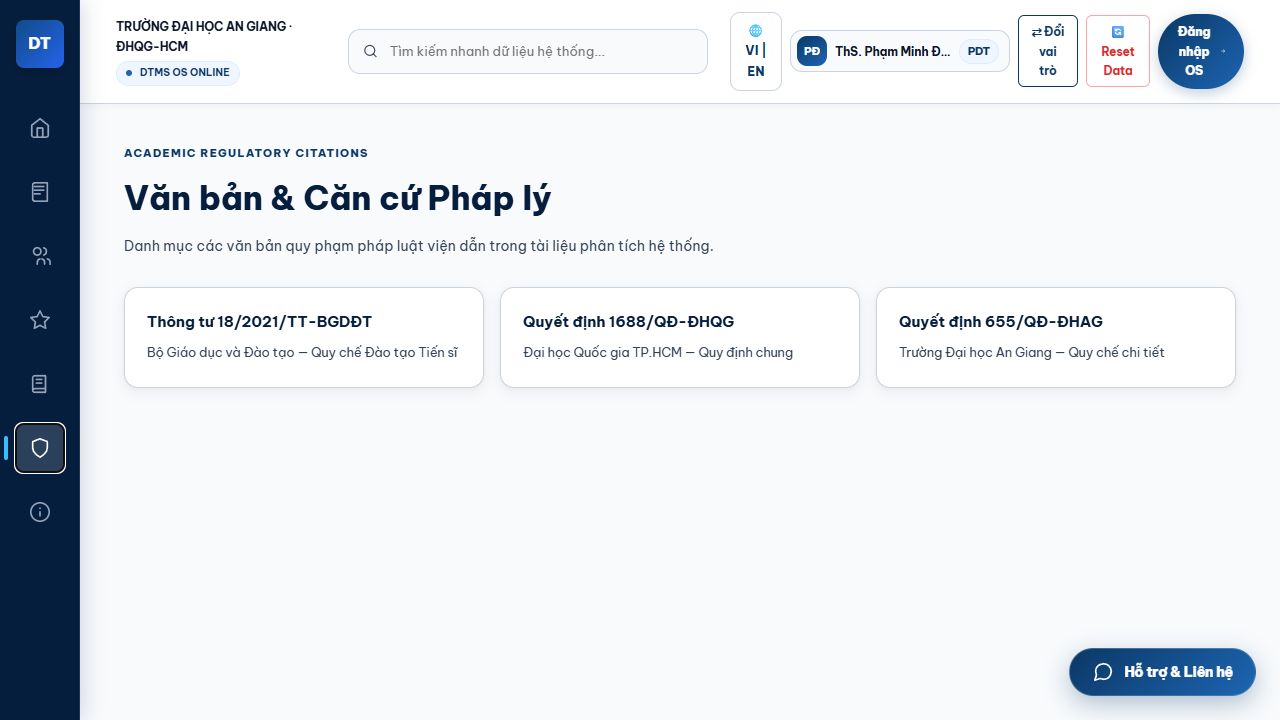 DT
TRƯỜNG ĐẠI HỌC AN GIANG ·
ĐHQG-HCM
DTMS OS ONLINE
Tìm kiếm nhanh dữ liệu hệ thống...
VI |
EN
PĐ
ThS. Phạm Minh Đ...
PDT
⇄ Đổi
vai
trò
Reset
Data
Đăng
nhập →
OS
ACADEMIC REGULATORY CITATIONS
Văn bản & Căn cứ Pháp lý
Danh mục các văn bản quy phạm pháp luật viện dẫn trong tài liệu phân tích hệ thống.
Thông tư 18/2021/TT-BGDĐT
Bộ Giáo dục và Đào tạo — Quy chế Đào tạo Tiến sĩ
Quyết định 1688/QĐ-ĐHQG
Đại học Quốc gia TP.HCM — Quy định chung
Quyết định 655/QĐ-ĐHAG
Trường Đại học An Giang — Quy chế chi tiết
Hỗ trợ & Liên hệ